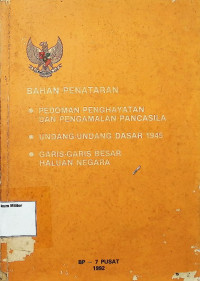 BAHAN PENATARAN
PEDOMAN PENGHAYATAN
DAN PENGAMALAN PANCASILA
UNDANG UNDANG DASAR 1945
GARIS-GARIS BESAR
HALUAN NEGARA
BP - 7 PUSAT
1992